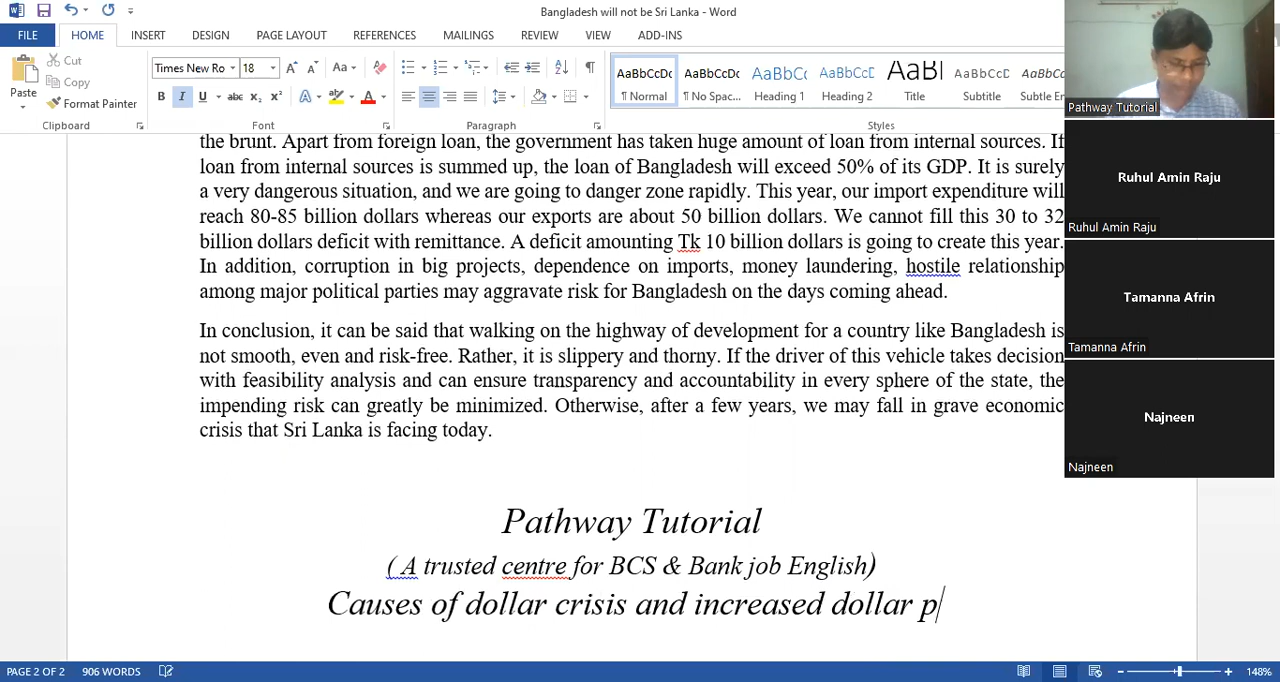 Bangladesh will not be Sri Lanka - Word
FILE HOME INSERT DESIGN PAGE LAYOUT REFERENCES MAILINGS REVIEW VIEW ADD-INS
Paste
Cut
Copy
Format Painter
Clipboard
Times New Ro 18
Font
Paragraph
AaBbCcDc AaBbCcDc AaBbCc AaBbCcD AaBl AaBbCcD
¶ Normal ¶ No Spac... Heading 1 Heading 2 Title Subtitle Subtle
Styles
the brunt. Apart from foreign loan, the government has taken huge amount of loan from internal sources. If
loan from internal sources is summed up, the loan of Bangladesh will exceed 50% of its GDP. It is surely
a very dangerous situation, and we are going to danger zone rapidly. This year, our import expenditure will
reach 80-85 billion dollars whereas our exports are about 50 billion dollars. We cannot fill this 30 to 32
billion dollars deficit with remittance. A deficit amounting Tk 10 billion dollars is going to create this year.
In addition, corruption in big projects, dependence on imports, money laundering, hostile relationship
among major political parties may aggravate risk for Bangladesh on the days coming ahead.
In conclusion, it can be said that walking on the highway of development for a country like Bangladesh is
not smooth, even and risk-free. Rather, it is slippery and thorny. If the driver of this vehicle takes decision
with feasibility analysis and can ensure transparency and accountability in every sphere of the state, the
impending risk can greatly be minimized. Otherwise, after a few years, we may fall in grave economic
crisis that Sri Lanka is facing today.
Pathway Tutorial
( A trusted centre for BCS & Bank job English)
Causes of dollar crisis and increased dollar p
Pathway Tutorial
Ruhul Amin Raju
Ruhul Amin Raju
Tamanna Afrin
Tamanna Afrin
Najneen
Najneen
PAGE 2 OF 2 906 WORDS
148%